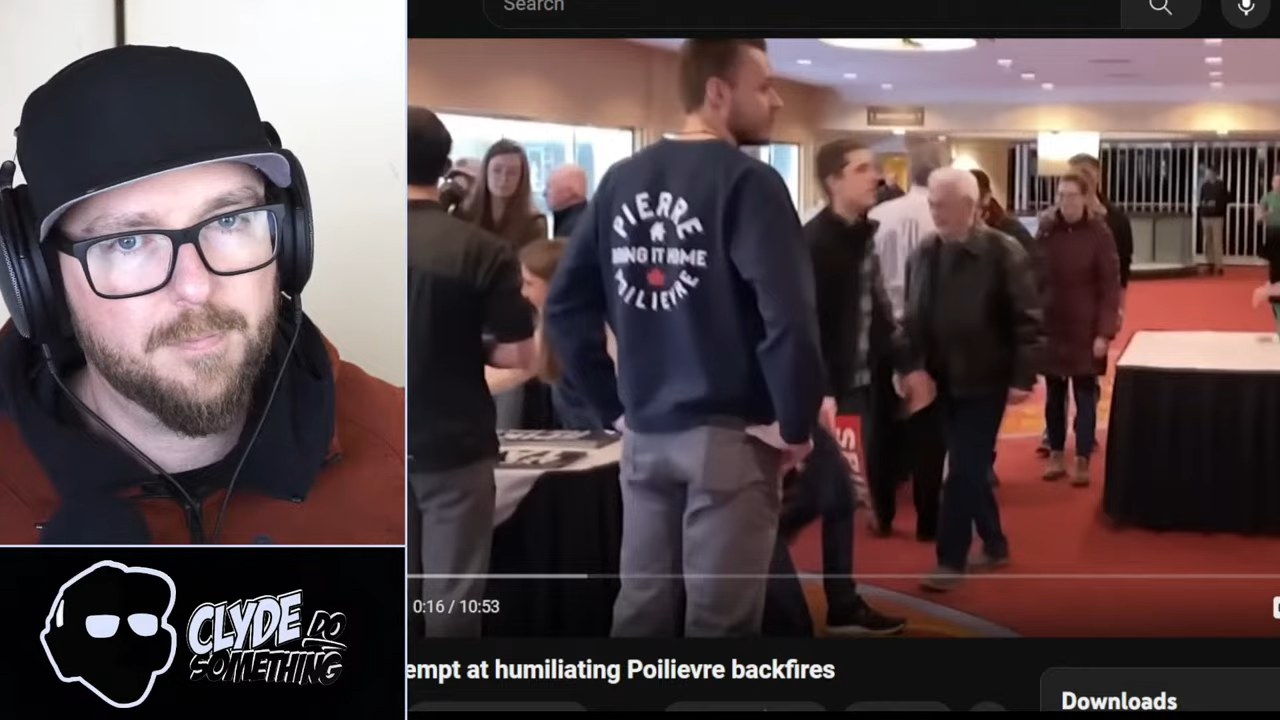 Search
PIERRE
BRING IT HOME
POILIEVRE
0:16 / 10:53
empt at humiliating Poilievre backfires
Downloads
CLYDE DO
SOMETHING